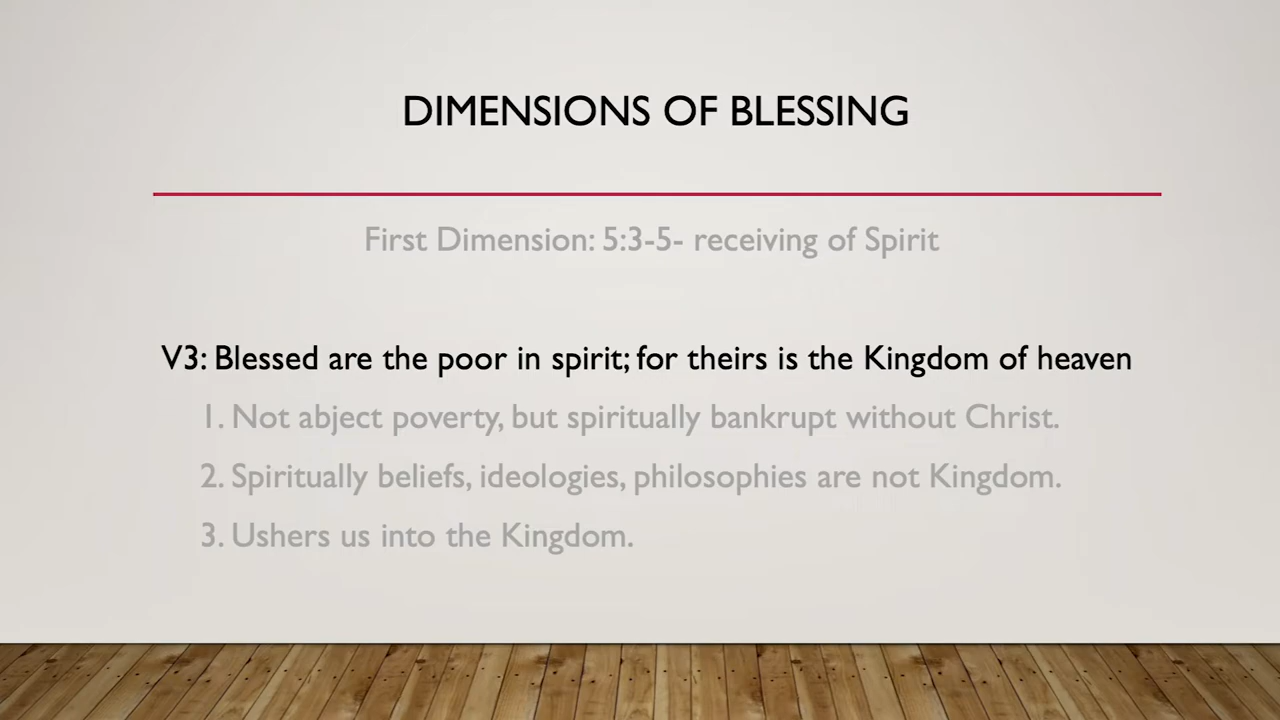 DIMENSIONS OF BLESSING
First Dimension: 5:3-5- receiving of Spirit
V3: Blessed are the poor in spirit; for theirs is the Kingdom of heaven
1. Not abject poverty, but spiritually bankrupt without Christ.
2. Spiritually beliefs, ideologies, philosophies are not Kingdom.
3. Ushers us into the Kingdom.